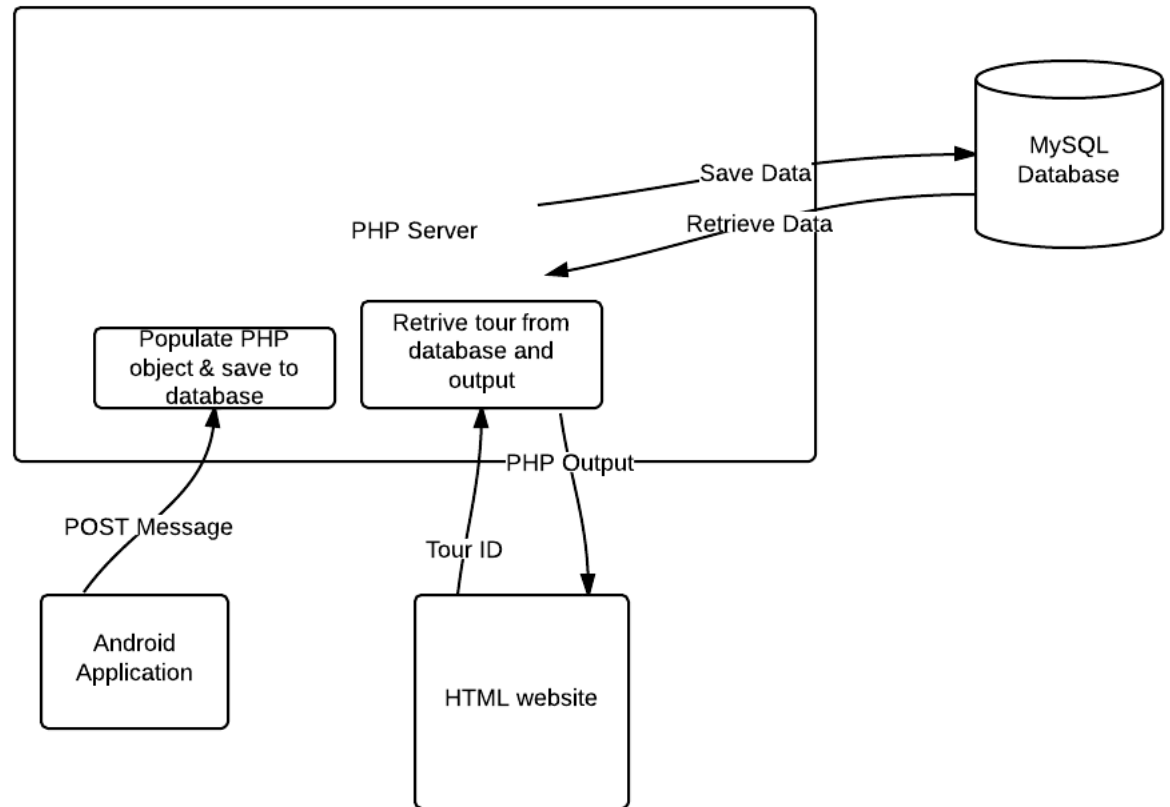 MySQL
Database
Save Data
Retrieve Data
PHP Server
Populate PHP
object & save to
database
Retrive tour from
database and
output
PHP Output
POST Message
Tour ID
Android
Application
HTML website